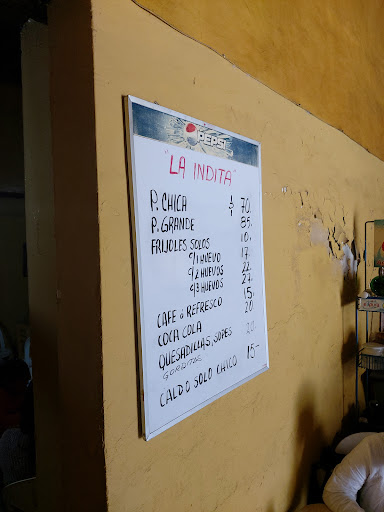 PEPSI
"LA INDITA"
P. CHICA $ 70.
P. GRANDE 85.
FRIJOLES SOLOS 10.
c/1 HUEVO 17.
c/2 HUEVOS 22.
c/3 HUEVOS 27.
CAFE ó REFRESCO 15.
COCA COLA 20.
QUESADILLAS, SOPES 20.
GORDITAS
CALDO SOLO CHICO 15-